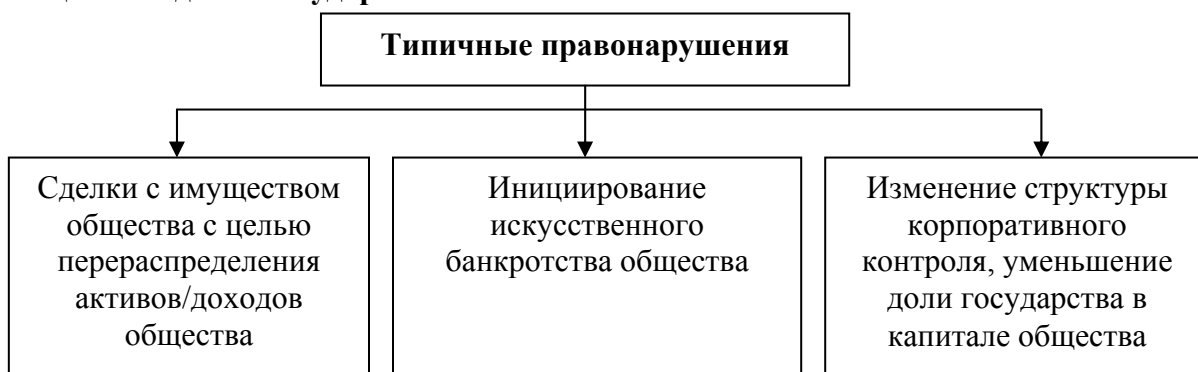 Типичные правонарушения
Сделки с имуществом
общества с целью
перераспределения
активов/доходов
общества
Инициирование
искусственного
банкротства общества
Изменение структуры
корпоративного
контроля, уменьшение
доли государства в
капитале общества